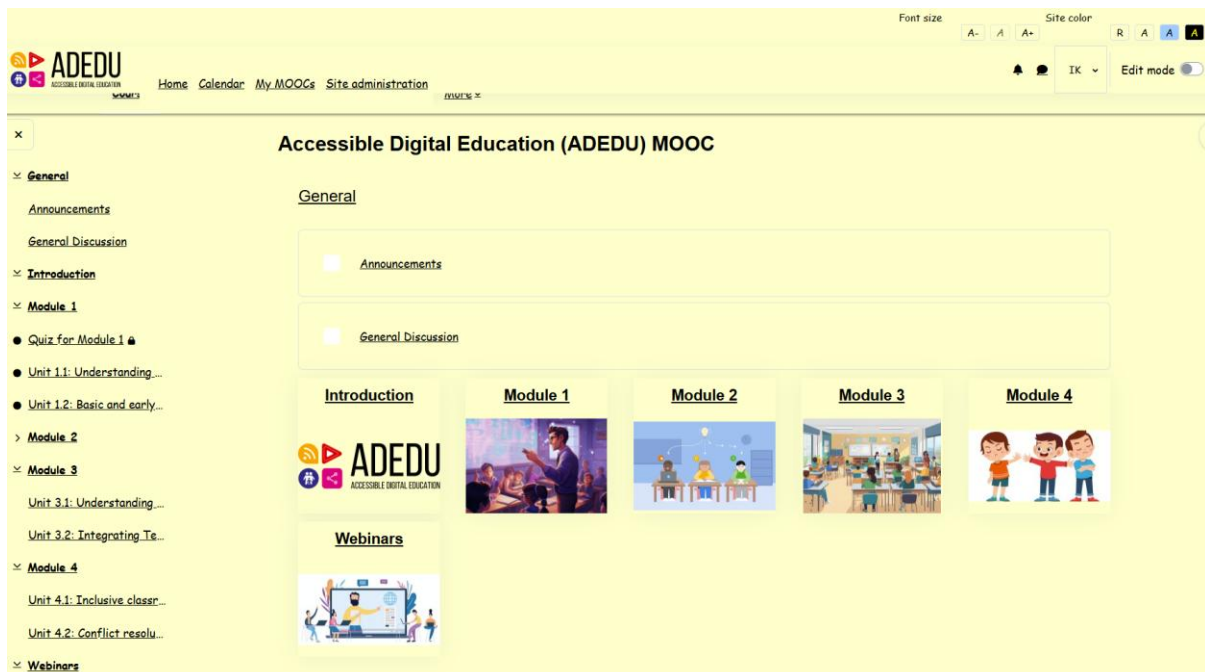 Font size
Site color
A- A A+
R A A A
ADEDU
ACCESSIBLE DIGITAL EDUCATION
Home Calendar My MOOCs Site administration
IK
Edit mode
More
Accessible Digital Education (ADEDU) MOOC
General
Announcements
General Discussion
Introduction
Module 1
Quiz for Module 1
Unit 1.1: Understanding ...
Unit 1.2: Basic and early...
Module 2
Module 3
Unit 3.1: Understanding ...
Unit 3.2: Integrating Te...
Module 4
Unit 4.1: Inclusive classr...
Unit 4.2: Conflict resolu...
Webinars
General
Announcements
General Discussion
Introduction
Module 1
Module 2
Module 3
Module 4
ADEDU
ACCESSIBLE DIGITAL EDUCATION
Webinars